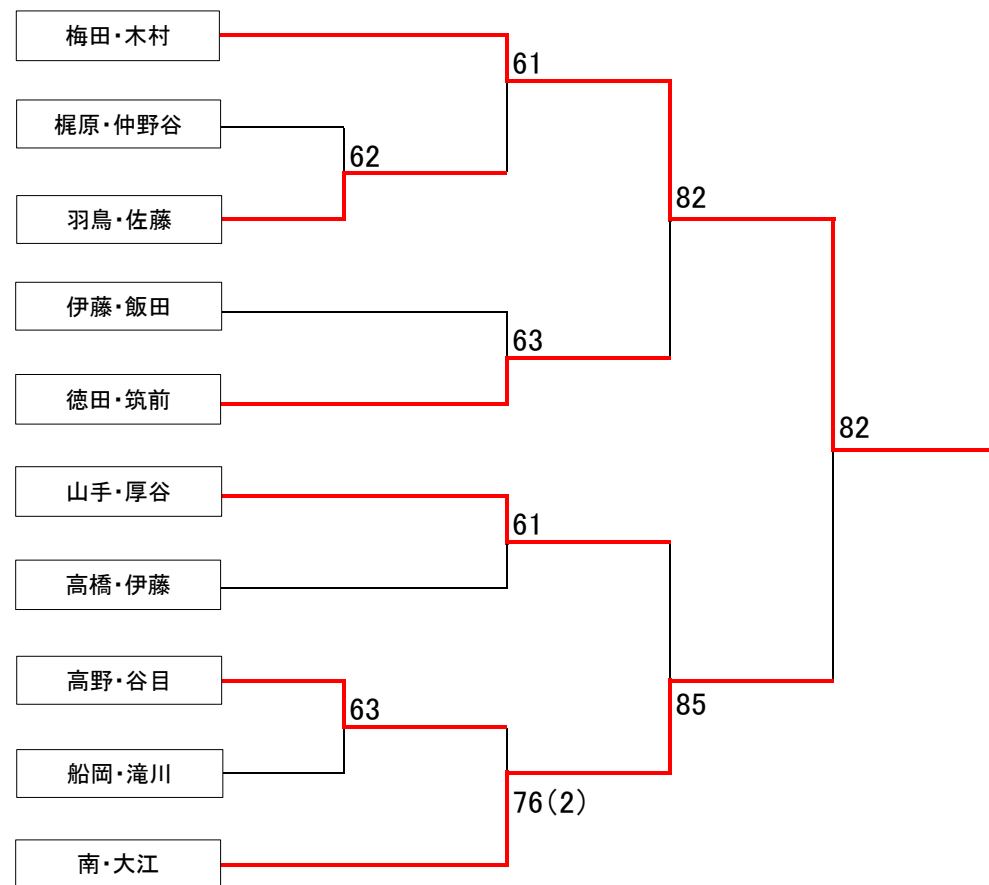 梅田・木村
61
梶原・仲野谷
62
羽鳥・佐藤
82
伊藤・飯田
63
徳田・筑前
82
山手・厚谷
61
高橋・伊藤
高野・谷目
63
85
船岡・滝川
76(2)
南・大江